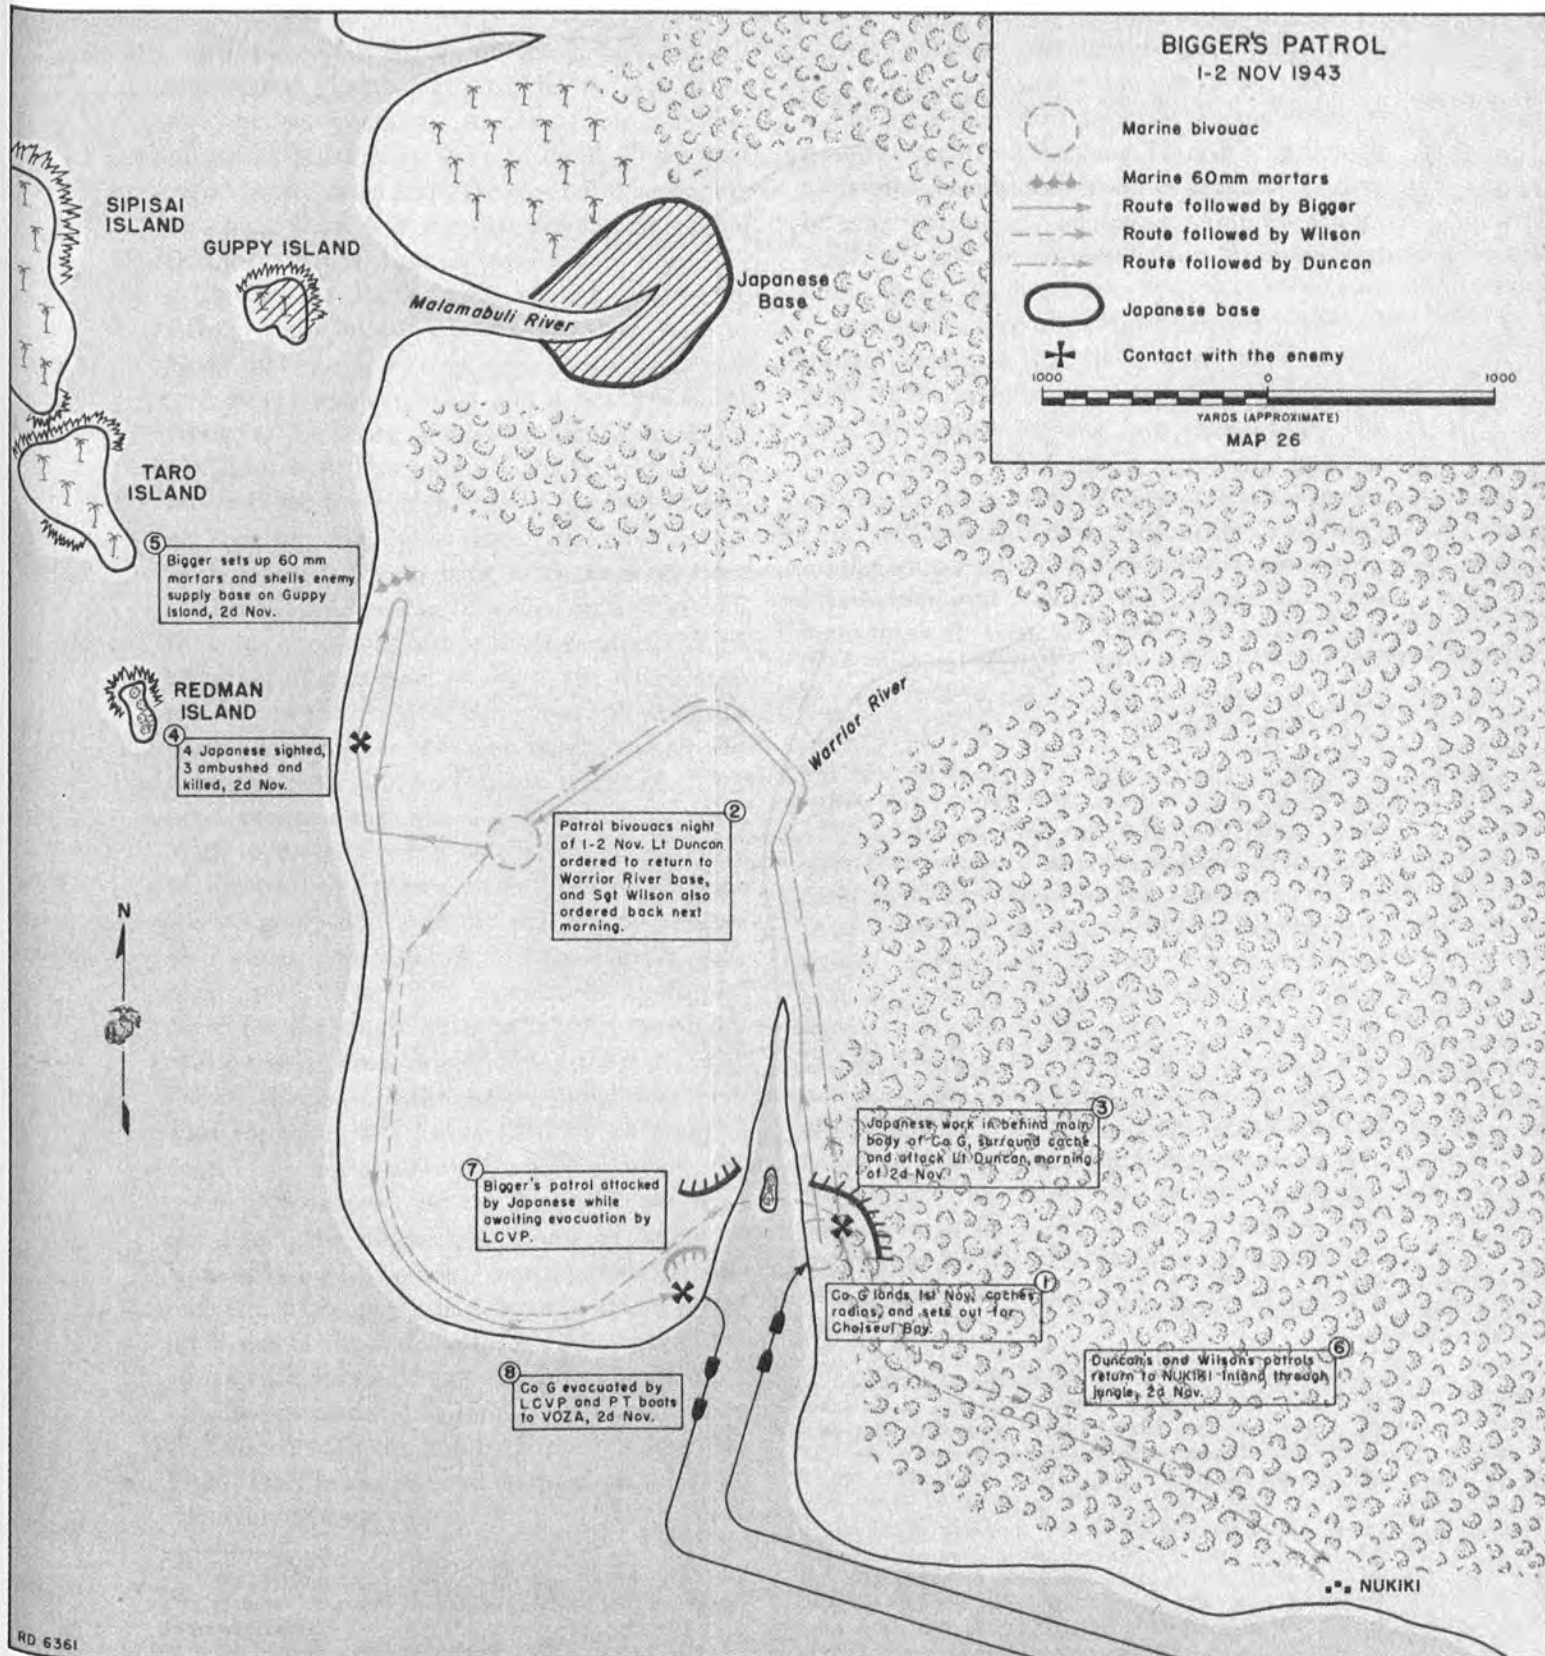 BIGGER'S PATROL
1-2 NOV 1943
Marine bivouac
Marine 60mm mortars
Route followed by Bigger
Route followed by Wilson
Route followed by Duncan
Japanese base
Contact with the enemy
1000 0 1000
YARDS (APPROXIMATE)
MAP 26
SIPISAI
ISLAND
GUPPY ISLAND
Malamabuli River
Japanese
Base
TARO
ISLAND
5
Bigger sets up 60 mm
mortars and shells enemy
supply base on Guppy
Island, 2d Nov.
REDMAN
ISLAND
4
4 Japanese sighted,
3 ambushed and
killed, 2d Nov.
Warrior River
2
Patrol bivouacs night
of 1-2 Nov. Lt Duncan
ordered to return to
Warrior River base,
and Sgt Wilson also
ordered back next
morning.
N
3
Japanese work in behind main
body of Co G, surround cache
and attack Lt Duncan, morning
of 2d Nov.
7
Bigger's patrol attacked
by Japanese while
awaiting evacuation by
LCVP.
1
Co G lands 1st Nov, caches
radios, and sets out for
Choiseul Bay.
6
Duncan's and Wilson's patrols
return to NUKIKI inland through
jungle, 2d Nov.
8
Co G evacuated by
LCVP and PT boats
to VOZA, 2d Nov.
NUKIKI
RD 6361